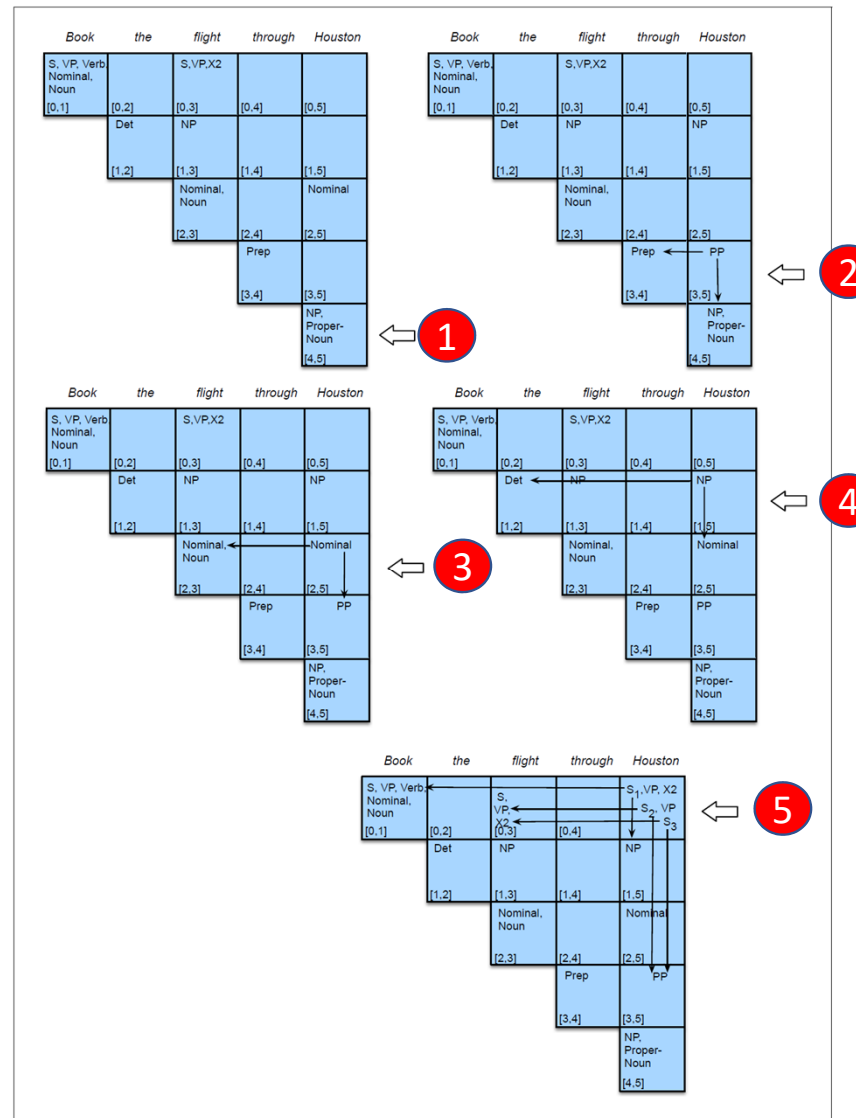 Book the flight through Houston
S, VP, Verb, Nominal, Noun [0,1]
[0,2]
S,VP,X2 [0,3]
[0,4]
[0,5]
Det [1,2]
NP [1,3]
[1,4]
[1,5]
Nominal, Noun [2,3]
[2,4]
Nominal [2,5]
Prep [3,4]
[3,5]
NP, Proper-Noun [4,5]
1
Book the flight through Houston
S, VP, Verb, Nominal, Noun [0,1]
[0,2]
S,VP,X2 [0,3]
[0,4]
[0,5]
Det [1,2]
NP [1,3]
[1,4]
NP [1,5]
Nominal, Noun [2,3]
[2,4]
[2,5]
Prep [3,4]
PP [3,5]
NP, Proper-Noun [4,5]
2
Book the flight through Houston
S, VP, Verb, Nominal, Noun [0,1]
[0,2]
S,VP,X2 [0,3]
[0,4]
[0,5]
Det [1,2]
NP [1,3]
[1,4]
NP [1,5]
Nominal, Noun [2,3]
[2,4]
Nominal [2,5]
Prep [3,4]
PP [3,5]
NP, Proper-Noun [4,5]
3
Book the flight through Houston
S, VP, Verb, Nominal, Noun [0,1]
[0,2]
S,VP,X2 [0,3]
[0,4]
[0,5]
Det [1,2]
NP [1,3]
[1,4]
NP [1,5]
Nominal, Noun [2,3]
[2,4]
Nominal [2,5]
Prep [3,4]
PP [3,5]
NP, Proper-Noun [4,5]
4
Book the flight through Houston
S, VP, Verb, Nominal, Noun [0,1]
[0,2]
S, VP, X2 [0,3]
[0,4]
S1, VP, X2
S2, VP
S3
Det [1,2]
NP [1,3]
[1,4]
NP [1,5]
Nominal, Noun [2,3]
[2,4]
Nominal [2,5]
Prep [3,4]
PP [3,5]
NP, Proper-Noun [4,5]
5